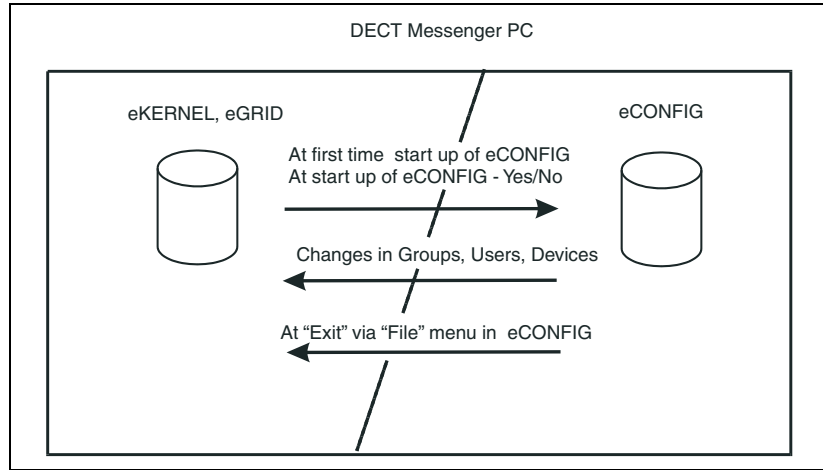 DECT Messenger PC
eKERNEL, eGRID
eCONFIG
At first time start up of eCONFIG
At start up of eCONFIG - Yes/No
Changes in Groups, Users, Devices
At “Exit” via “File” menu in eCONFIG